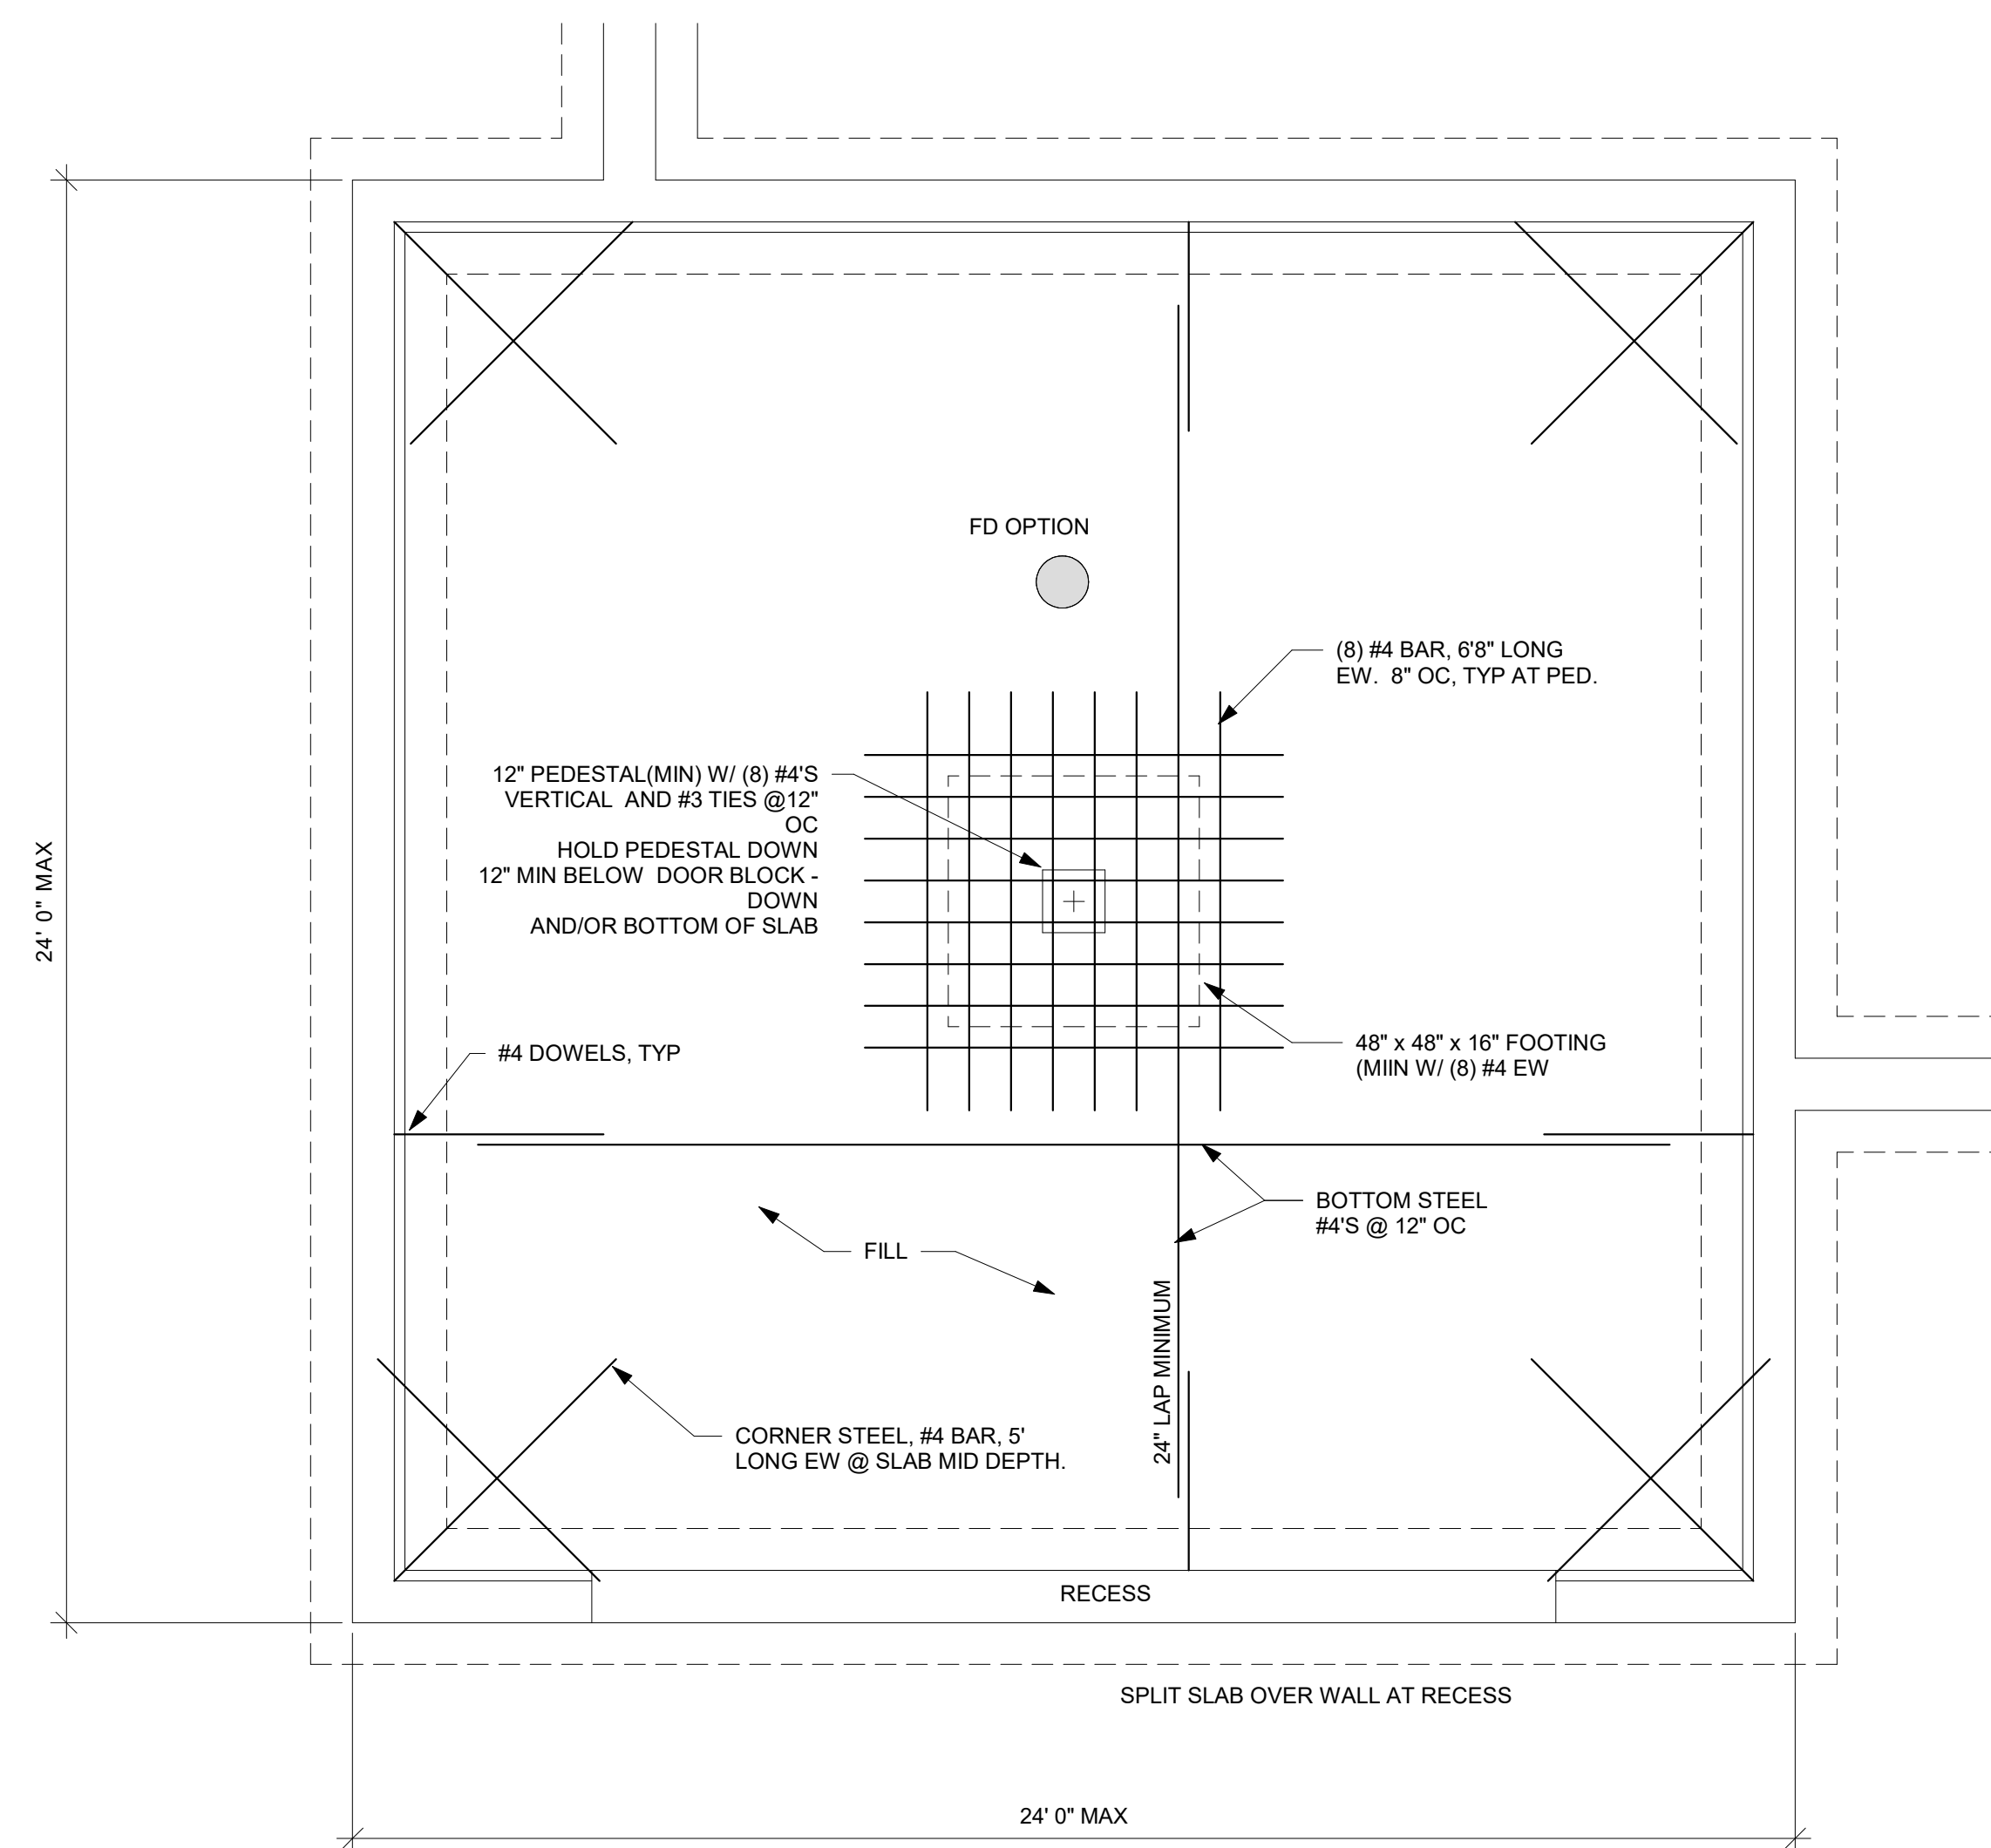 FD OPTION
(8) #4 BAR, 6'8" LONG
EW.  8" OC, TYP AT PED.
12" PEDESTAL(MIN) W/ (8) #4'S
VERTICAL  AND #3 TIES @12"
OC
HOLD PEDESTAL DOWN
12" MIN BELOW  DOOR BLOCK -
DOWN
AND/OR BOTTOM OF SLAB
24' 0" MAX
#4 DOWELS, TYP
48" x 48" x 16" FOOTING
(MIIN W/ (8) #4 EW
BOTTOM STEEL
#4'S @ 12" OC
FILL
24" LAP MINIMUM
CORNER STEEL, #4 BAR, 5'
LONG EW @ SLAB MID DEPTH.
RECESS
SPLIT SLAB OVER WALL AT RECESS
24' 0" MAX